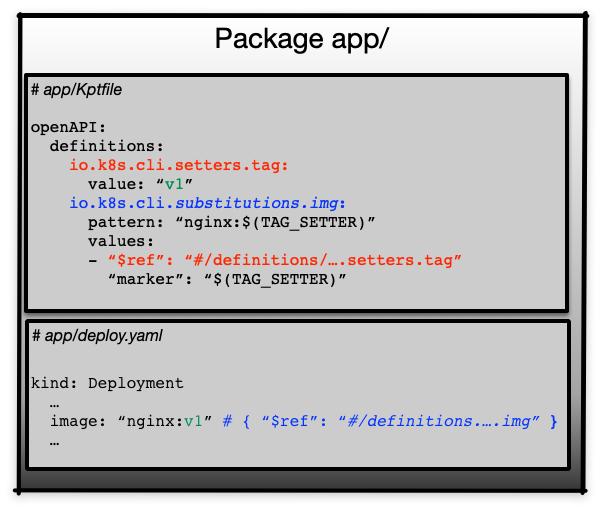 Package app/
# app/Kptfile
openAPI:
definitions:
io.k8s.cli.setters.tag:
value: “v1”
io.k8s.cli.substitutions.img:
pattern: “nginx:$(TAG_SETTER)”
values:
- “$ref”: “#/definitions/….setters.tag”
“marker”: “$(TAG_SETTER)”
# app/deploy.yaml
kind: Deployment
…
image: “nginx:v1” # { “$ref”: “#/definitions.….img” }
…